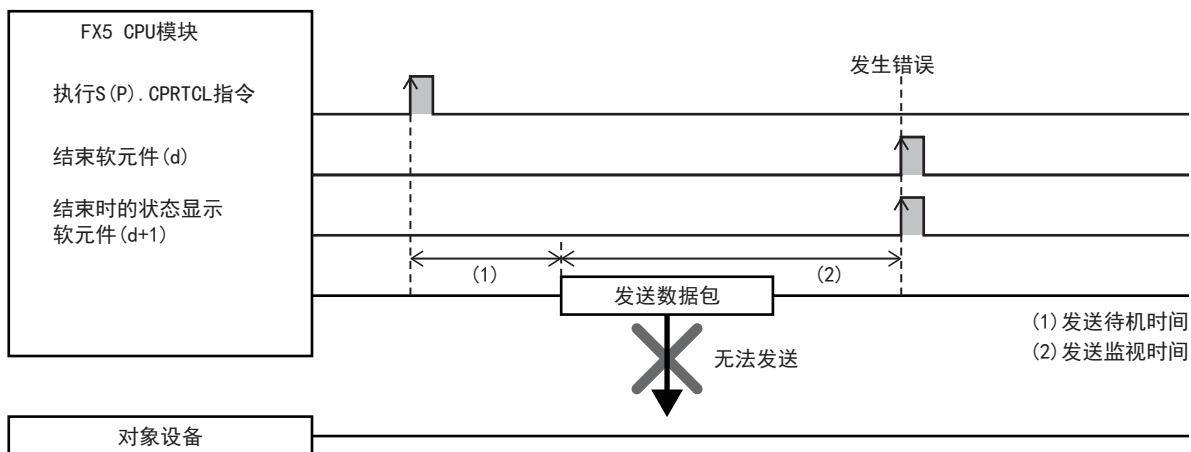 FX5 CPU模块
发生错误
执行S(P).CPRTCL指令
结束软元件(d)
结束时的状态显示
软元件(d+1)
(1)
(2)
发送数据包
(1)发送待机时间
(2)发送监视时间
无法发送
对象设备